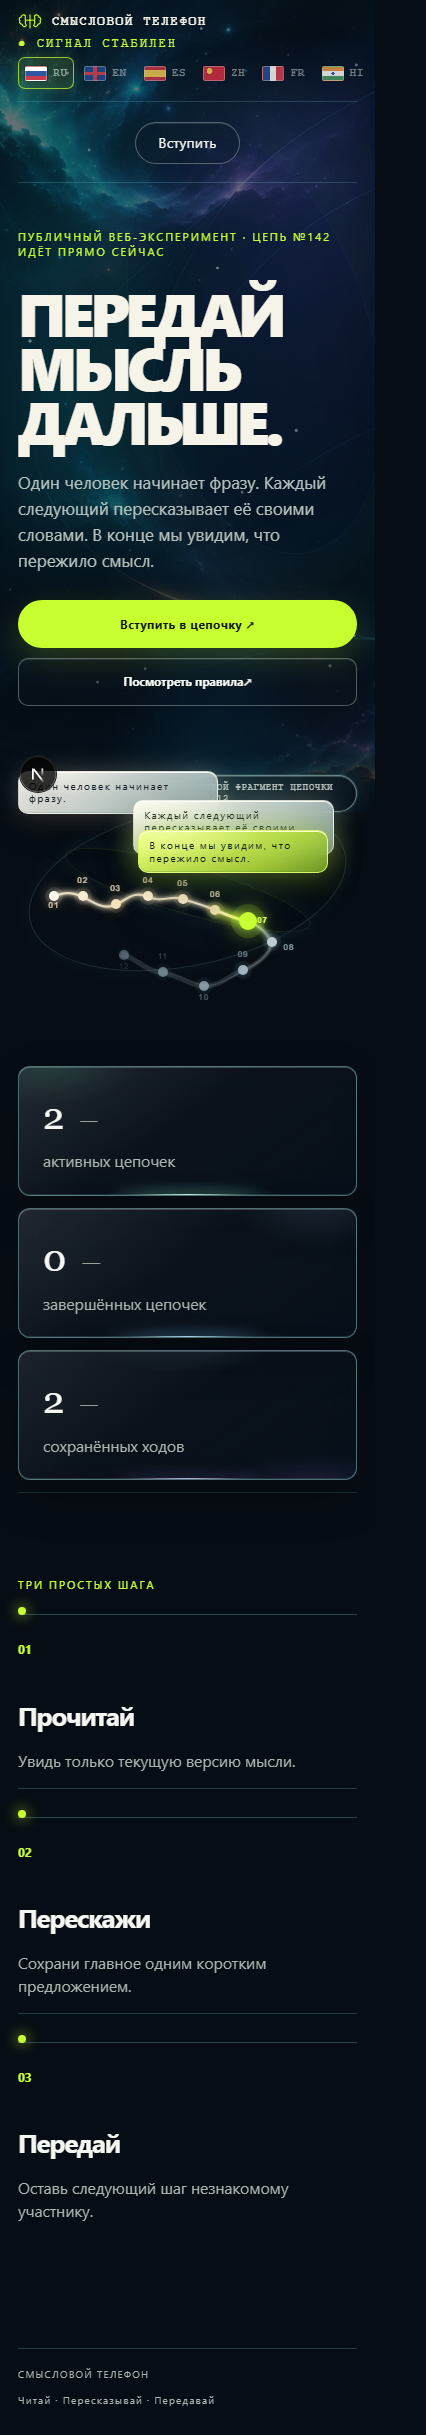 СМЫСЛОВОЙ ТЕЛЕФОН
СИГНАЛ СТАБИЛЕН
RU EN ES ZH FR HI
Вступить
ПУБЛИЧНЫЙ ВЕБ-ЭКСПЕРИМЕНТ · ЦЕПЬ №142
ИДЁТ ПРЯМО СЕЙЧАС
ПЕРЕДАЙ
МЫСЛЬ
ДАЛЬШЕ.
Один человек начинает фразу. Каждый
следующий пересказывает её своими
словами. В конце мы увидим, что
пережило смысл.
Вступить в цепочку ↗
Посмотреть правила↗
N
Один человек начинает
фразу.
ФРАГМЕНТ ЦЕПОЧКИ
Каждый следующий
пересказывает её своими
В конце мы увидим, что
пережило смысл.
01
02
03
04
05
06
07
08
09
10
11
12
2 —
активных цепочек
0 —
завершённых цепочек
2 —
сохранённых ходов
ТРИ ПРОСТЫХ ШАГА
01
Прочитай
Увидь только текущую версию мысли.
02
Перескажи
Сохрани главное одним коротким
предложением.
03
Передай
Оставь следующий шаг незнакомому
участнику.
СМЫСЛОВОЙ ТЕЛЕФОН
Читай · Пересказывай · Передавай